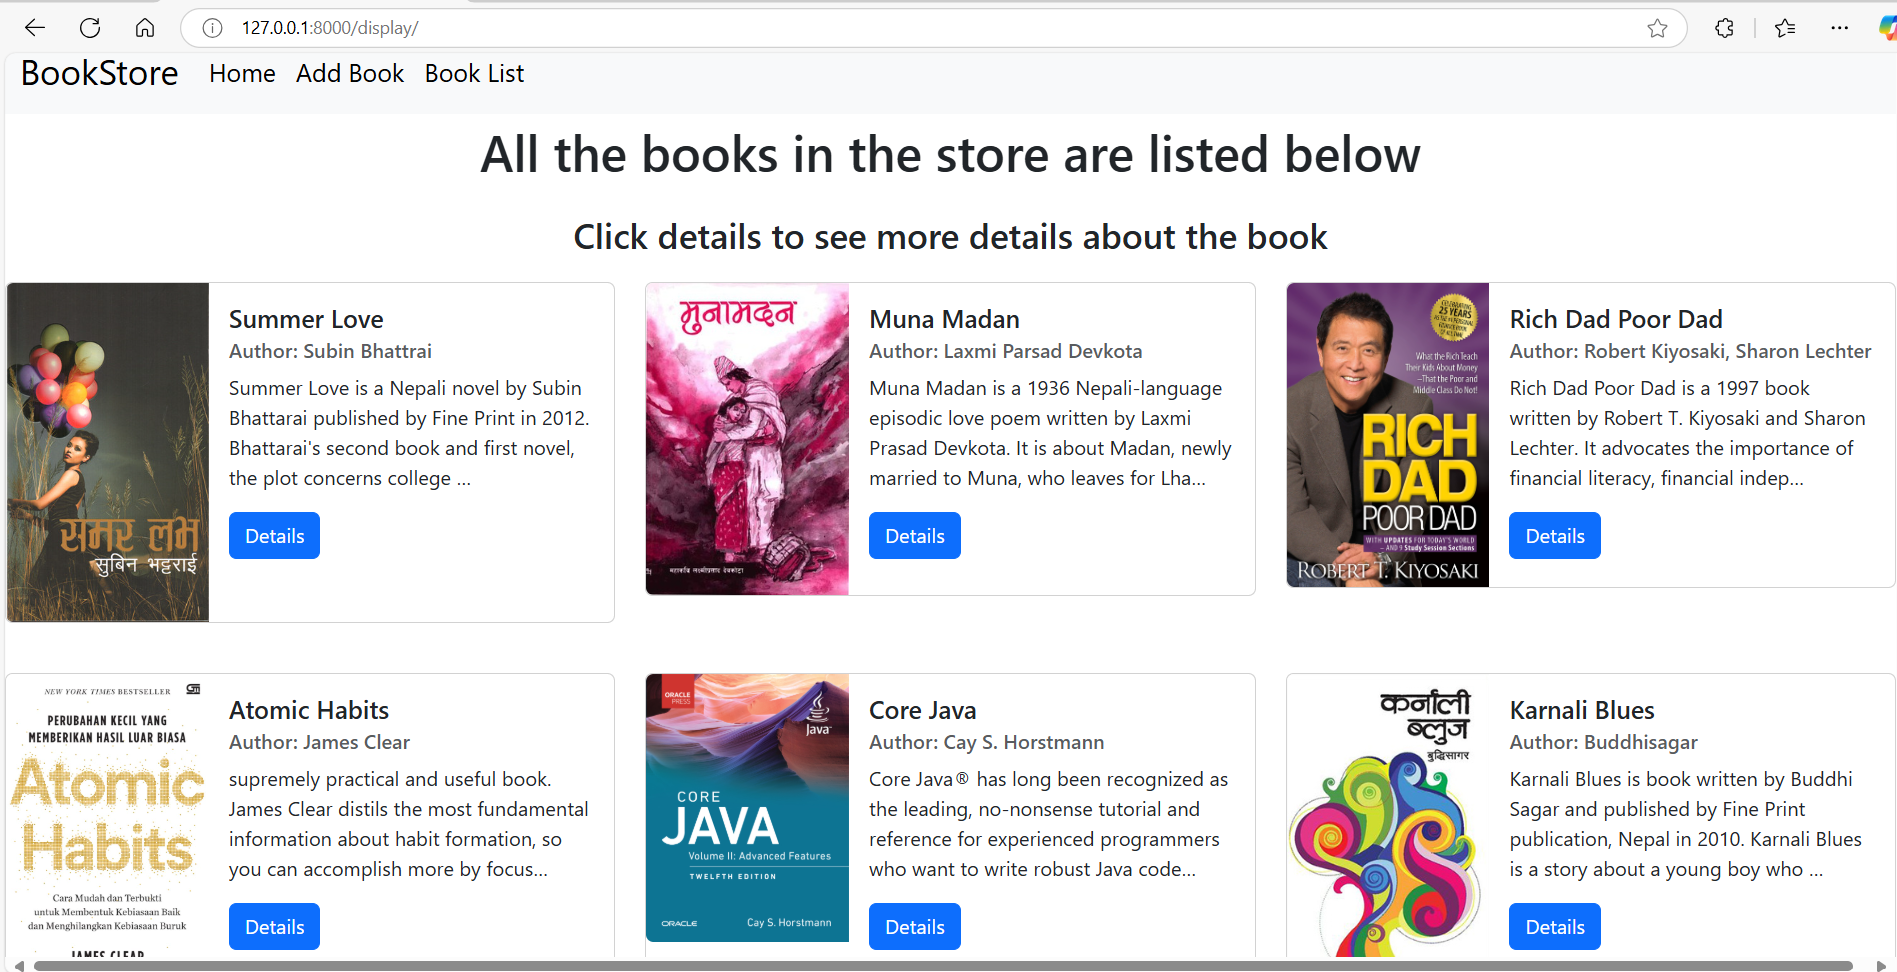 127.0.0.1:8000/display/
BookStore Home Add Book Book List
All the books in the store are listed below
Click details to see more details about the book
समर लभ
सुबिन भट्टराई
Summer Love
Author: Subin Bhattrai
Summer Love is a Nepali novel by Subin
Bhattarai published by Fine Print in 2012.
Bhattarai's second book and first novel,
the plot concerns college ...
Details
मुनामदन
महाकवि लक्ष्मीप्रसाद देवकोटा
Muna Madan
Author: Laxmi Parsad Devkota
Muna Madan is a 1936 Nepali-language
episodic love poem written by Laxmi
Prasad Devkota. It is about Madan, newly
married to Muna, who leaves for Lha...
Details
25 YEARS
What the Rich Teach
Their Kids About Money
–That the Poor and
Middle Class Do Not!
RICH
DAD
POOR DAD
WITH UPDATES FOR TODAY'S WORLD
— AND 9 Study Session Sections
ROBERT T. KIYOSAKI
Rich Dad Poor Dad
Author: Robert Kiyosaki, Sharon Lechter
Rich Dad Poor Dad is a 1997 book
written by Robert T. Kiyosaki and Sharon
Lechter. It advocates the importance of
financial literacy, financial indep...
Details
NEW YORK TIMES BESTSELLER
PERUBAHAN KECIL YANG
MEMBERIKAN HASIL LUAR BIASA
Atomic
Habits
Cara Mudah dan Terbukti
untuk Membentuk Kebiasaan Baik
dan Menghilangkan Kebiasaan Buruk
JAMES CLEAR
Atomic Habits
Author: James Clear
supremely practical and useful book.
James Clear distils the most fundamental
information about habit formation, so
you can accomplish more by focus...
Details
ORACLE
PRESS
Java
CORE
JAVA
Volume II: Advanced Features
TWELFTH EDITION
ORACLE Cay S. Horstmann
Core Java
Author: Cay S. Horstmann
Core Java® has long been recognized as
the leading, no-nonsense tutorial and
reference for experienced programmers
who want to write robust Java code...
Details
कर्नाली
ब्लुज
बुद्धिसागर
Karnali Blues
Author: Buddhisagar
Karnali Blues is book written by Buddhi
Sagar and published by Fine Print
publication, Nepal in 2010. Karnali Blues
is a story about a young boy who ...
Details